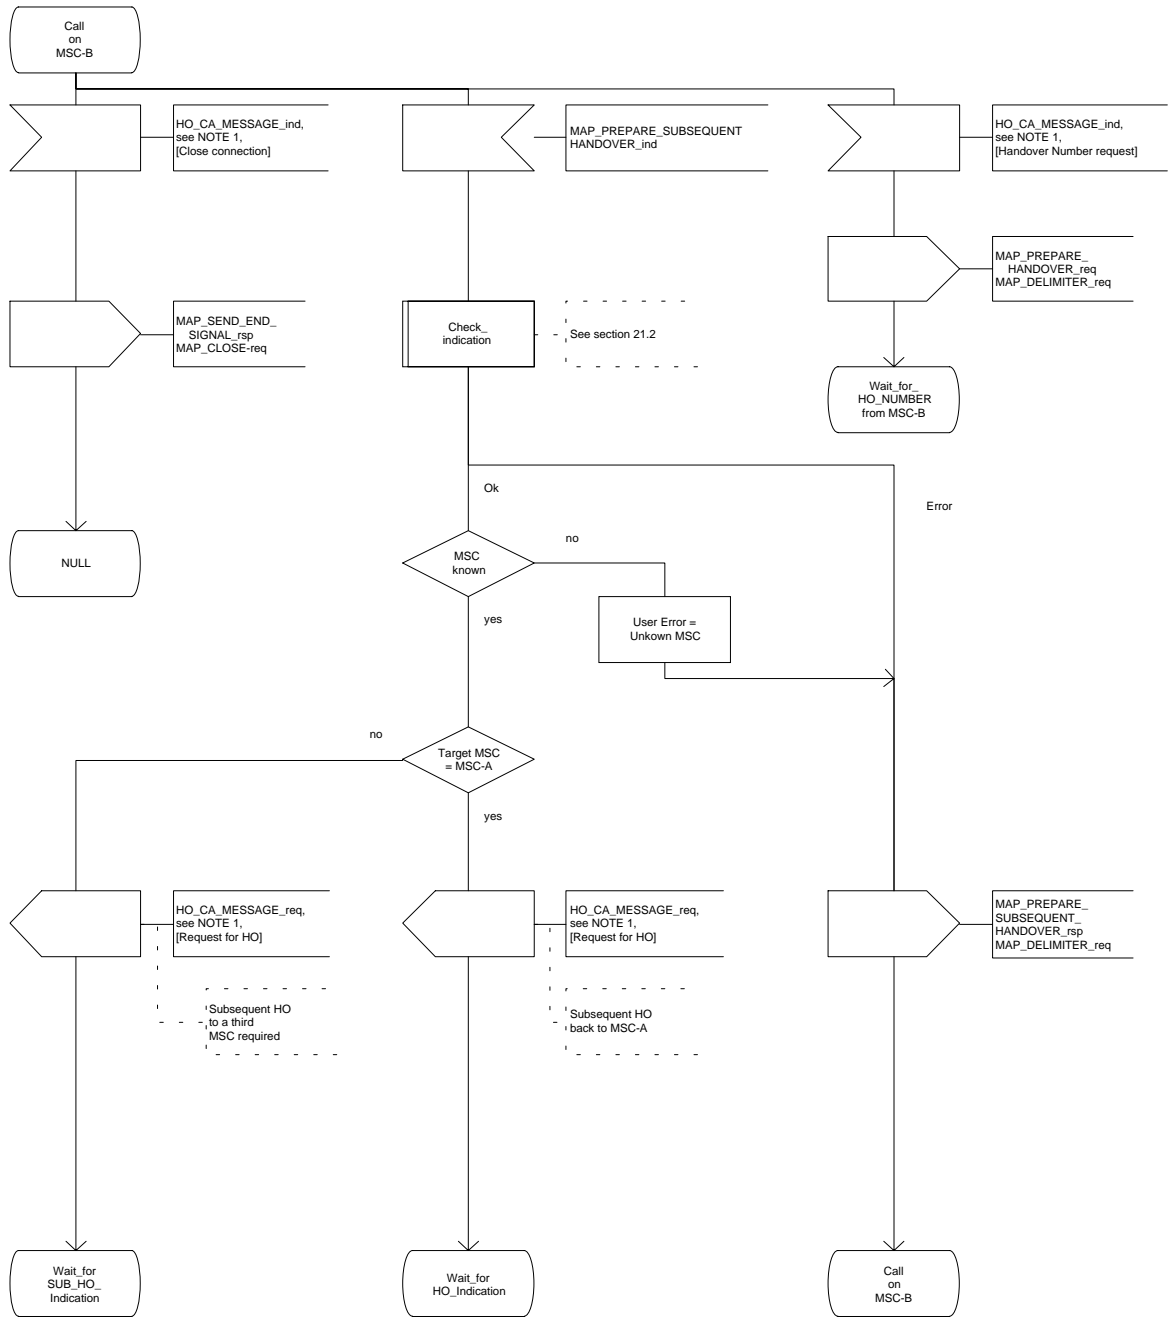 Call
on
MSC-B
HO_CA_MESSAGE_ind,
see NOTE 1,
[Close connection]
MAP_PREPARE_SUBSEQUENT
HANDOVER_ind
HO_CA_MESSAGE_ind,
see NOTE 1,
[Handover Number request]
MAP_PREPARE_
HANDOVER_req
MAP_DELIMITER_req
MAP_SEND_END_
SIGNAL_rsp
MAP_CLOSE-req
Check_
indication
See section 21.2
Wait_for_
HO_NUMBER
from MSC-B
Ok
Error
NULL
MSC
known
no
yes
User Error =
Unkown MSC
no
Target MSC
= MSC-A
yes
HO_CA_MESSAGE_req,
see NOTE 1,
[Request for HO]
HO_CA_MESSAGE_req,
see NOTE 1,
[Request for HO]
MAP_PREPARE_
SUBSEQUENT_
HANDOVER_rsp
MAP_DELIMITER_req
Subsequent HO
to a third
MSC required
Subsequent HO
back to MSC-A
Wait_for
SUB_HO_
Indication
Wait_for
HO_Indication
Call
on
MSC-B